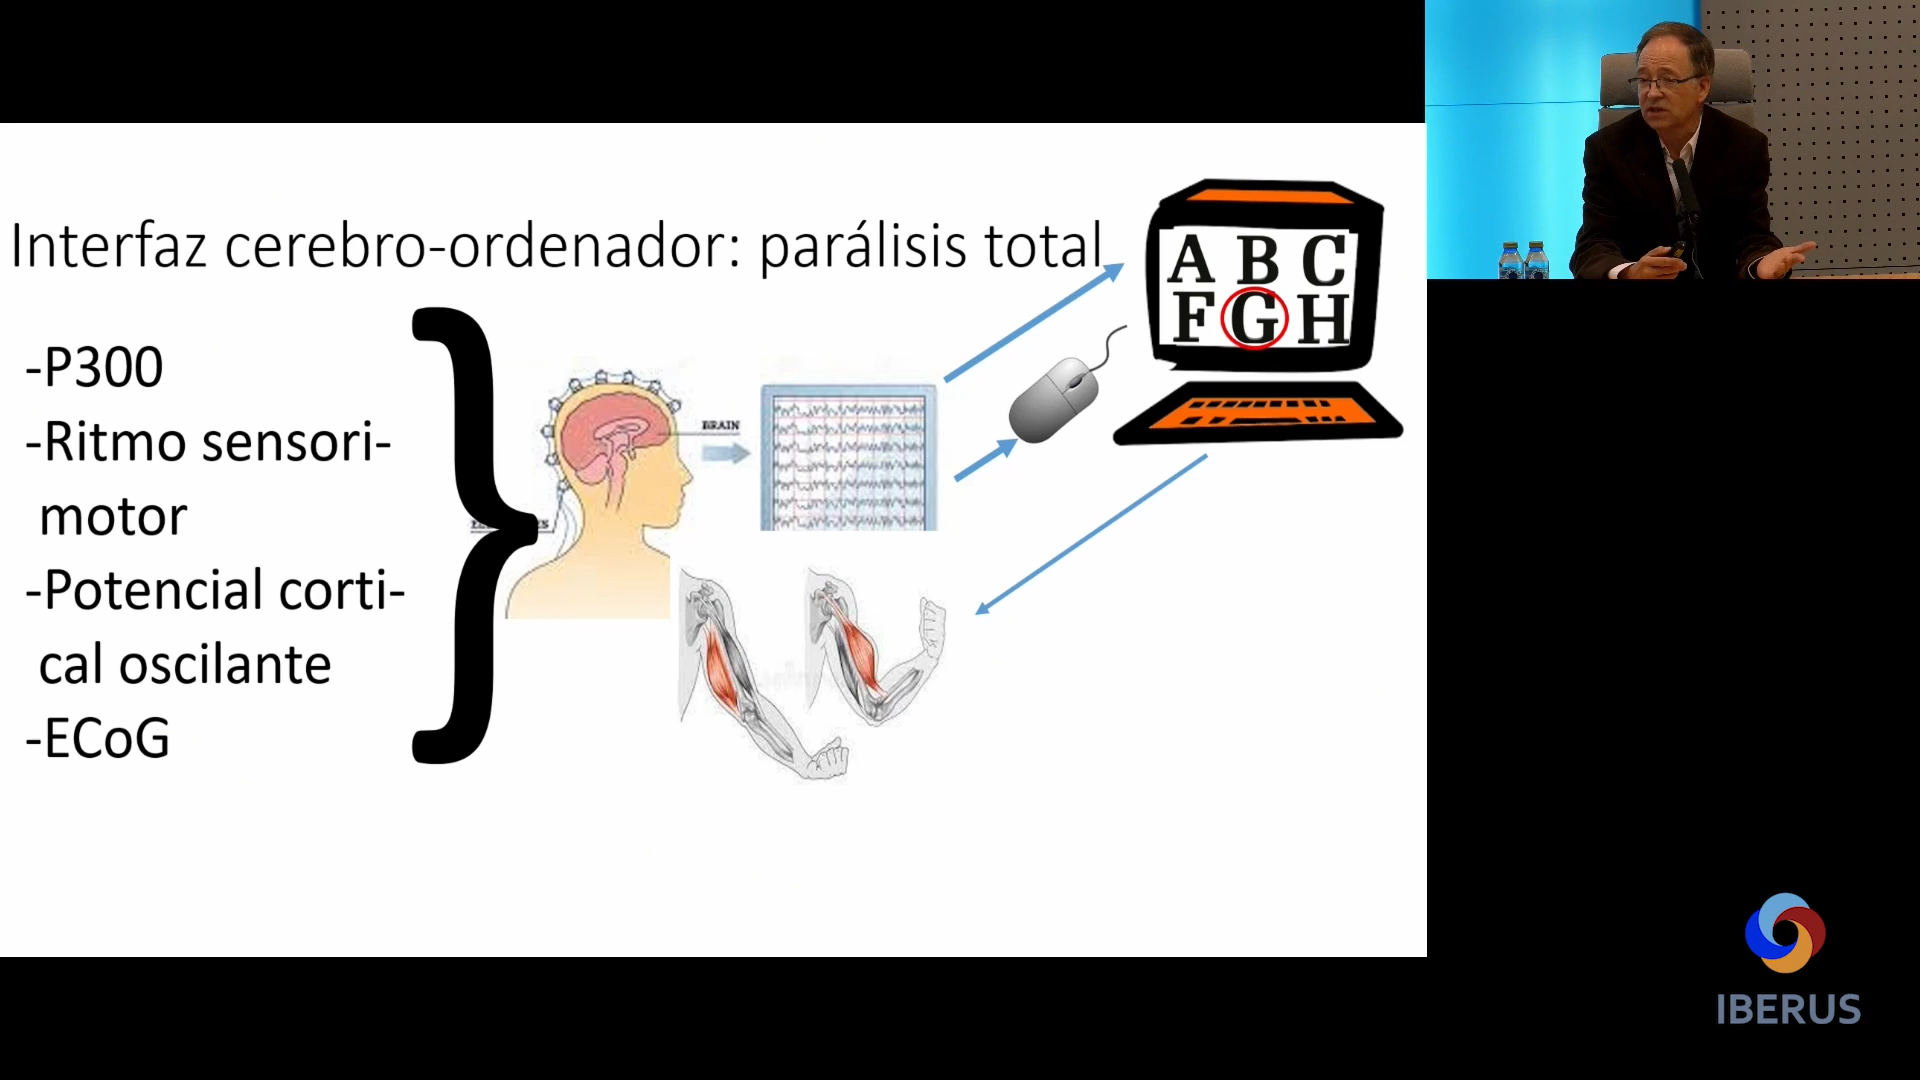 Interfaz cerebro-ordenador: parálisis total
-P300
-Ritmo sensori-
motor
-Potencial corti-
cal oscilante
-ECoG
BRAIN
A B C
F G H
IBERUS